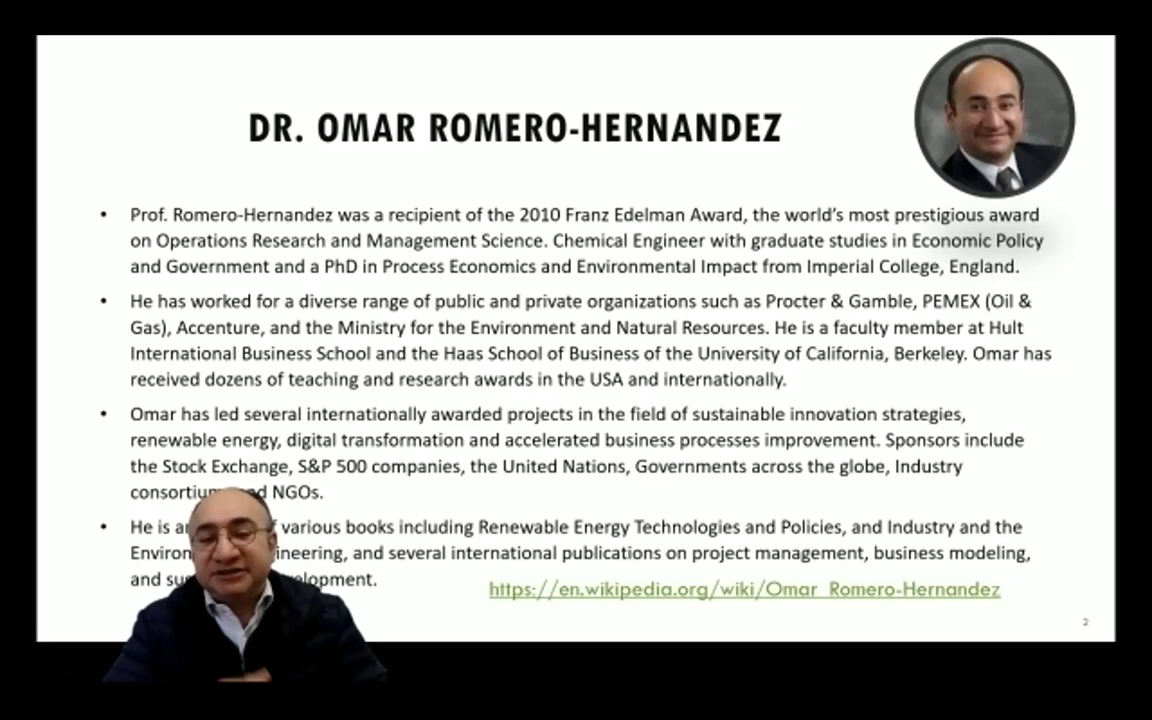 DR. OMAR ROMERO-HERNANDEZ
• Prof. Romero-Hernandez was a recipient of the 2010 Franz Edelman Award, the world's most prestigious award
on Operations Research and Management Science. Chemical Engineer with graduate studies in Economic Policy
and Government and a PhD in Process Economics and Environmental Impact from Imperial College, England.
• He has worked for a diverse range of public and private organizations such as Procter & Gamble, PEMEX (Oil &
Gas), Accenture, and the Ministry for the Environment and Natural Resources. He is a faculty member at Hult
International Business School and the Haas School of Business of the University of California, Berkeley. Omar has
received dozens of teaching and research awards in the USA and internationally.
• Omar has led several internationally awarded projects in the field of sustainable innovation strategies,
renewable energy, digital transformation and accelerated business processes improvement. Sponsors include
the Stock Exchange, S&P 500 companies, the United Nations, Governments across the globe, Industry
NGOs.
• He is various books including Renewable Energy Technologies and Policies, and Industry and the
and several international publications on project management, business modeling,
and
https://en.wikipedia.org/wiki/Omar_Romero-Hernandez
2